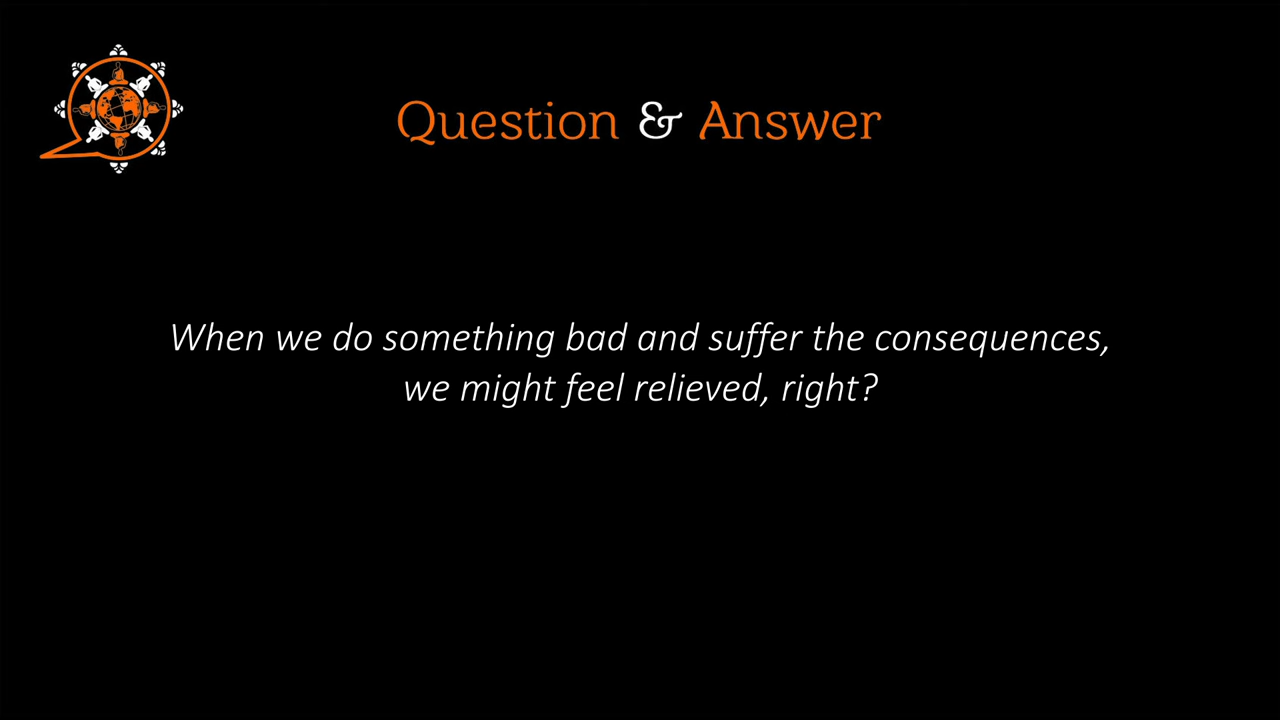 Question & Answer
When we do something bad and suffer the consequences,
we might feel relieved, right?